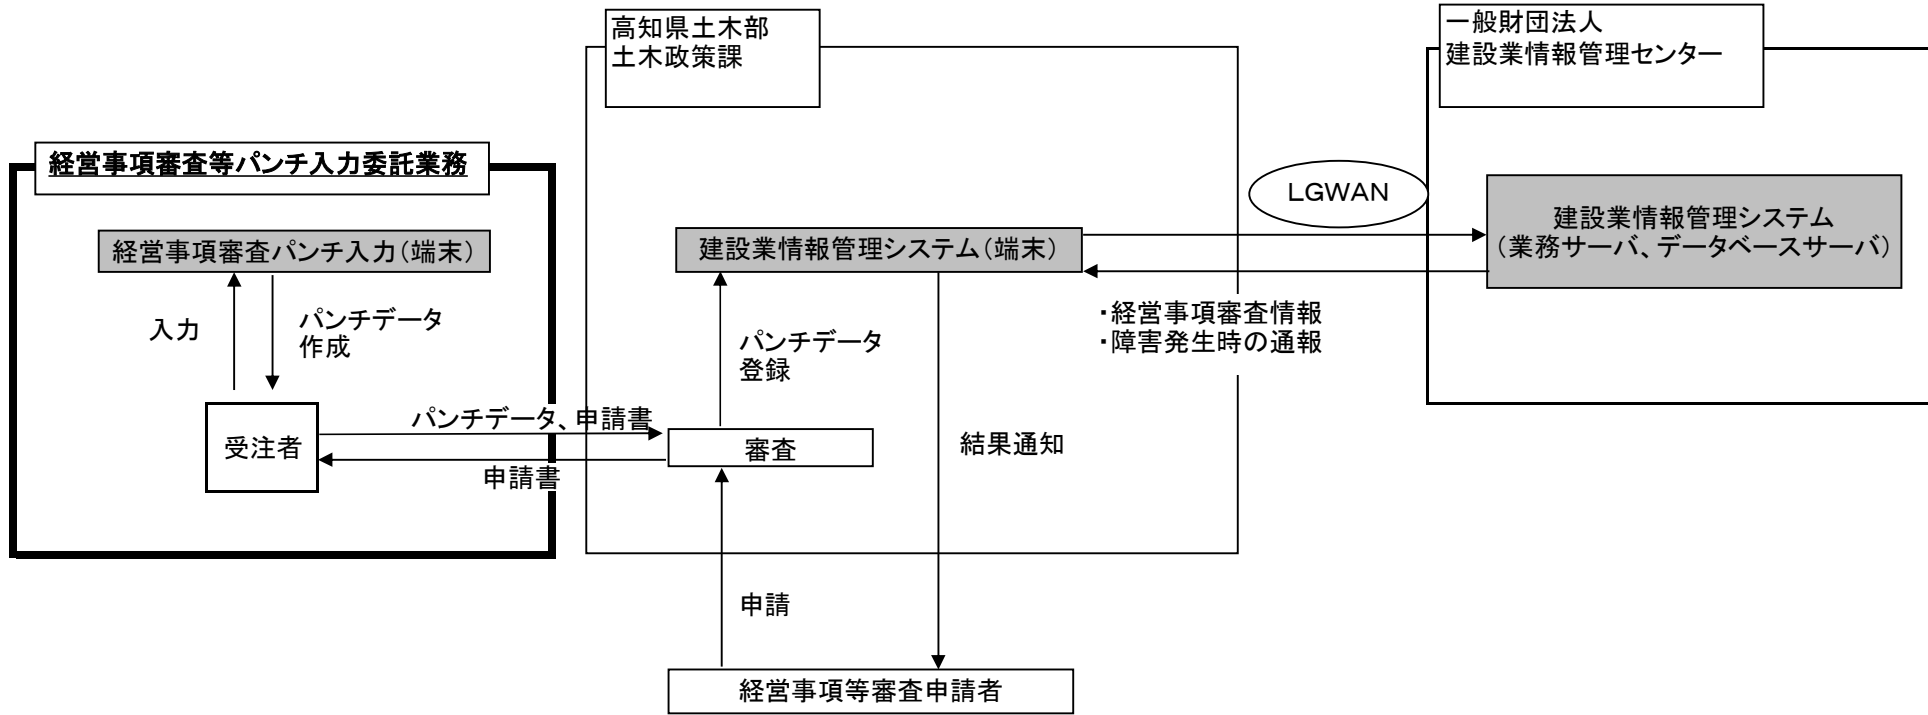 高知県土木部
土木政策課
一般財団法人
建設業情報管理センター
経営事項審査等パンチ入力委託業務
LGWAN
経営事項審査パンチ入力(端末)
建設業情報管理システム(端末)
建設業情報管理システム
(業務サーバ、データベースサーバ)
入力
パンチデータ
作成
パンチデータ
登録
・経営事項審査情報
・障害発生時の通報
パンチデータ、申請書
受注者
審査
結果通知
申請書
申請
経営事項等審査申請者